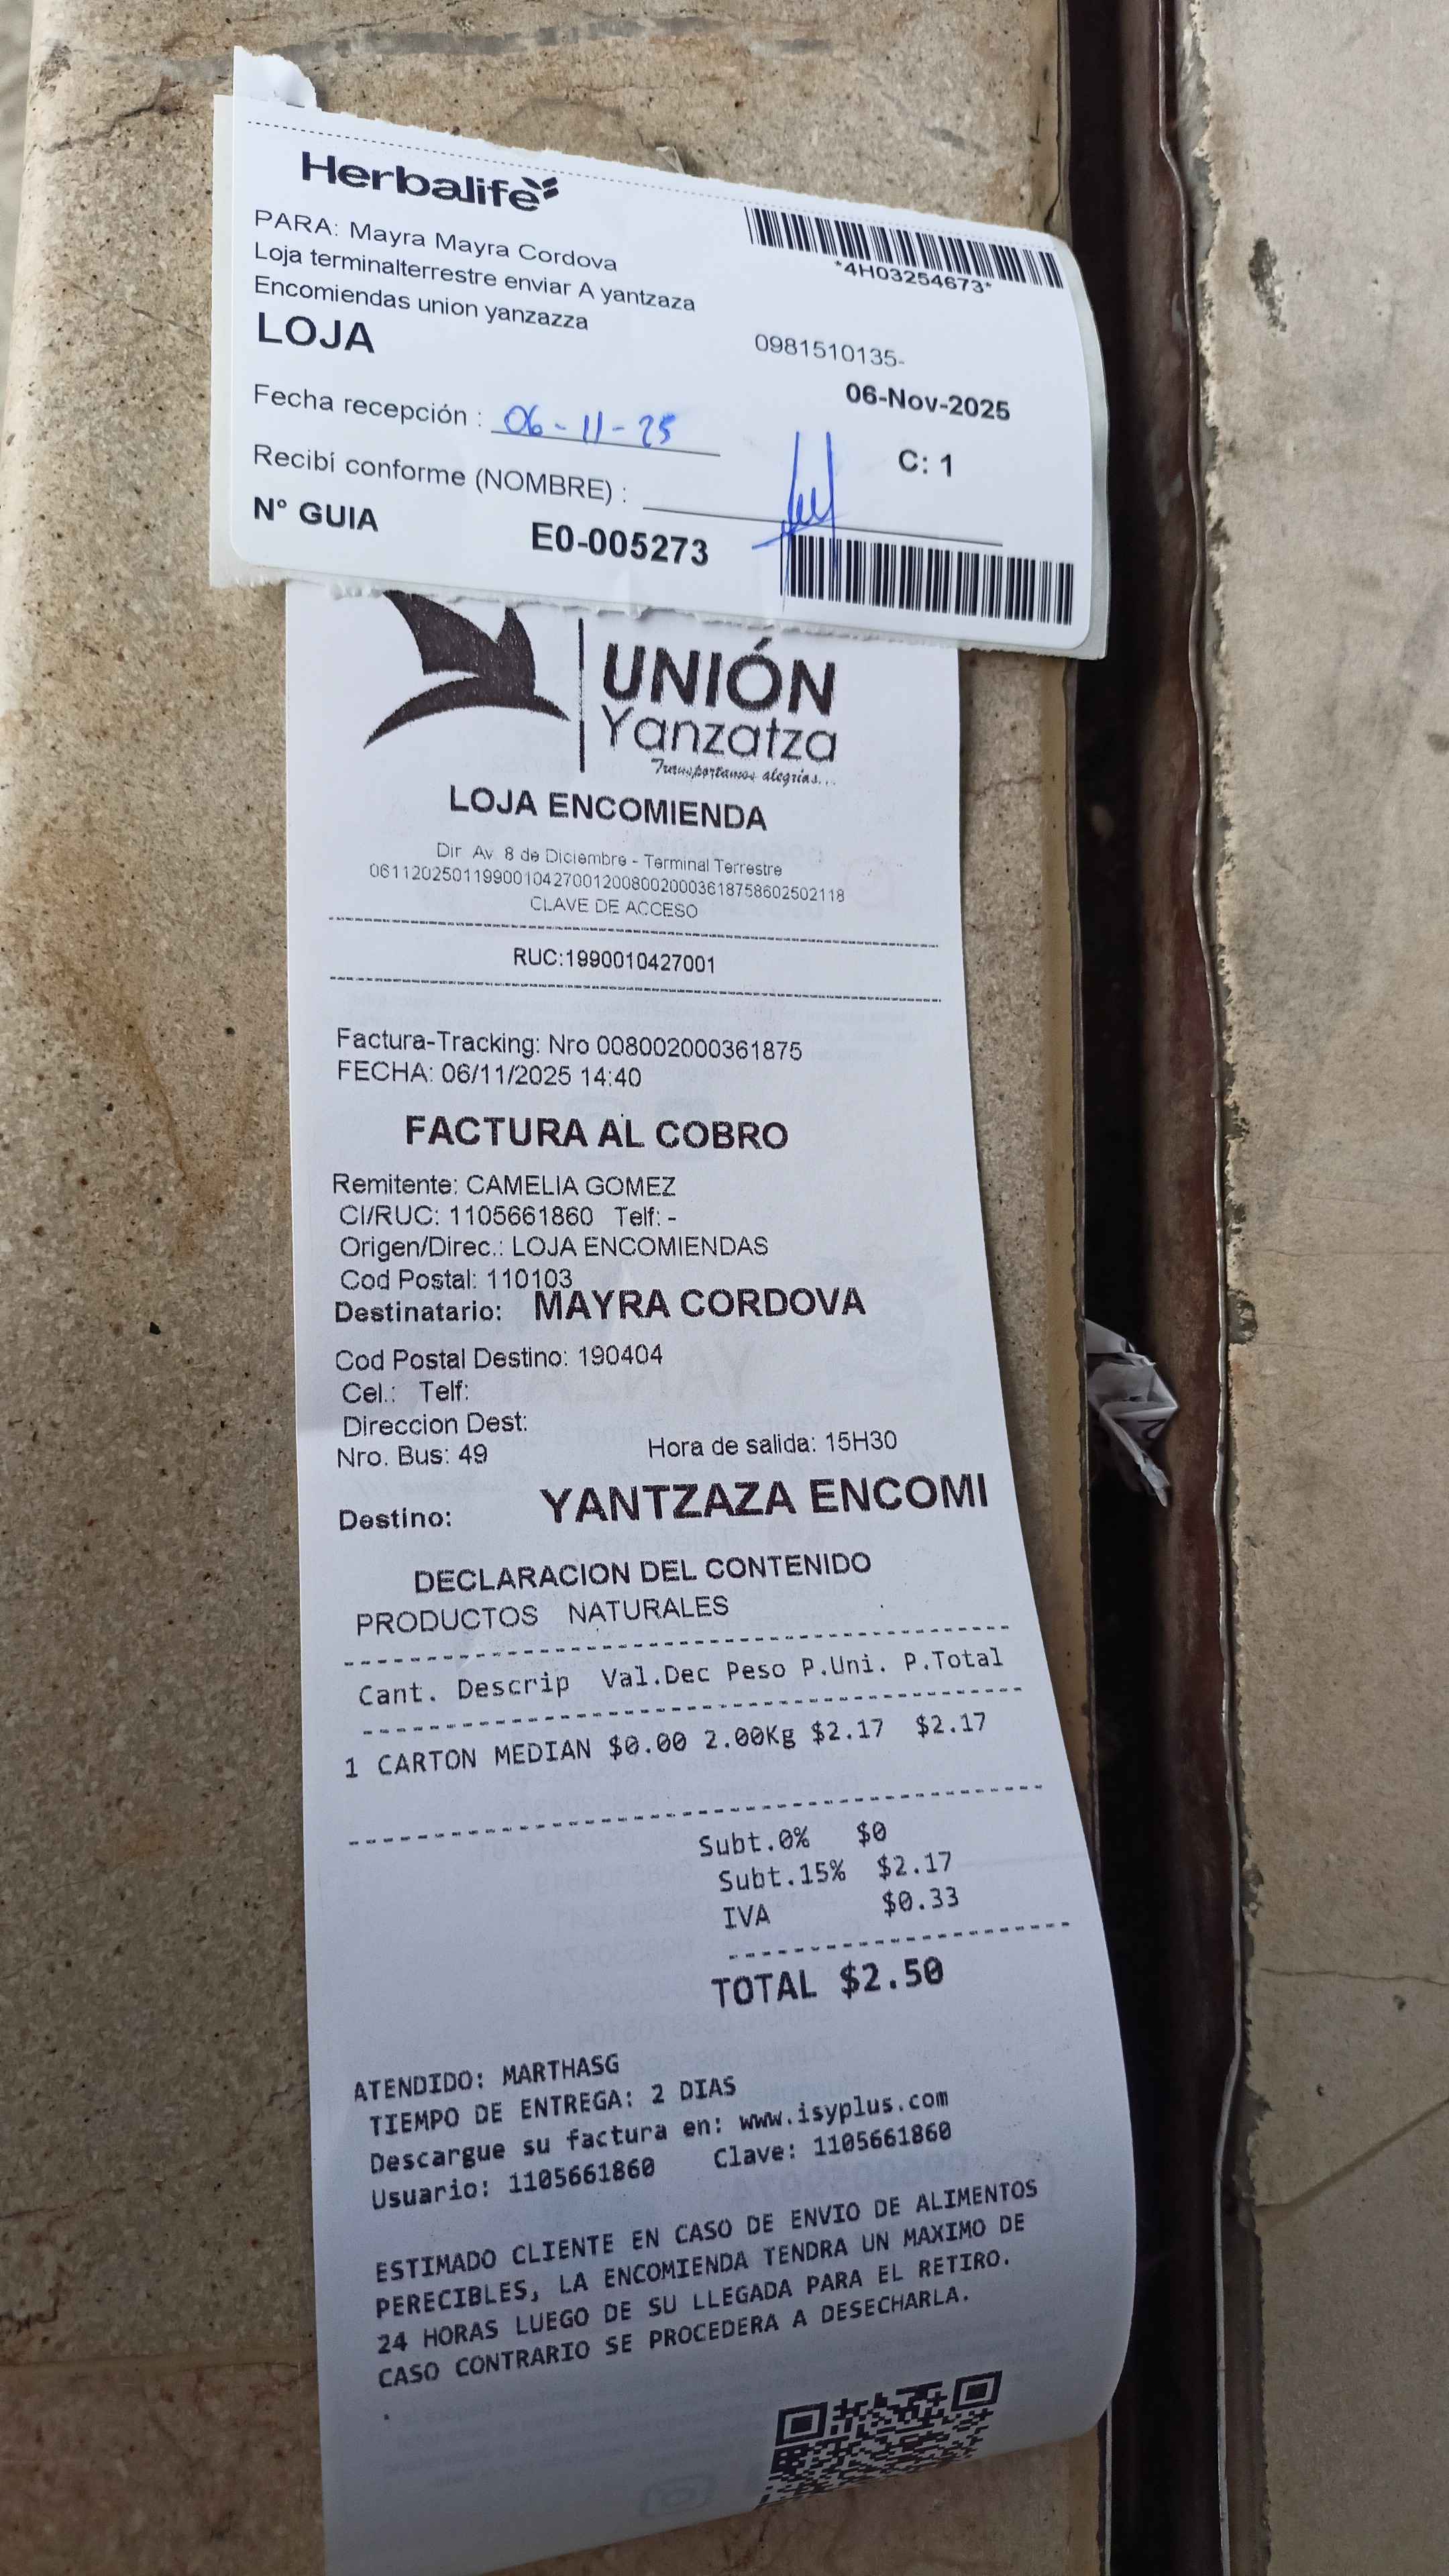 Herbalife
PARA: Mayra Mayra Cordova
Loja terminalterrestre enviar A yantzaza
Encomiendas union yanzazza
LOJA
*4H03254673*
0981510135-
06-Nov-2025
Fecha recepción : 06-11-25
C: 1
Recibí conforme (NOMBRE) :
N° GUIA E0-005273
UNIÓN
Yanzatza
Transportamos alegrías...
LOJA ENCOMIENDA
Dir Av. 8 de Diciembre - Terminal Terrestre
0611202501199001042700120080020003618758602502118
CLAVE DE ACCESO
RUC:1990010427001
Factura-Tracking: Nro 008002000361875
FECHA: 06/11/2025 14:40
FACTURA AL COBRO
Remitente: CAMELIA GOMEZ
CI/RUC: 1105661860 Telf: -
Origen/Direc.: LOJA ENCOMIENDAS
Cod Postal: 110103
Destinatario: MAYRA CORDOVA
Cod Postal Destino: 190404
Cel.: Telf:
Direccion Dest:
Nro. Bus: 49 Hora de salida: 15H30
Destino: YANTZAZA ENCOMI
DECLARACION DEL CONTENIDO
PRODUCTOS NATURALES
Cant. Descrip Val.Dec Peso P.Uni. P.Total
1 CARTON MEDIAN $0.00 2.00Kg $2.17 $2.17
Subt.0% $0
Subt.15% $2.17
IVA $0.33
TOTAL $2.50
ATENDIDO: MARTHASG
TIEMPO DE ENTREGA: 2 DIAS
Descargue su factura en: www.isyplus.com
Usuario: 1105661860 Clave: 1105661860
ESTIMADO CLIENTE EN CASO DE ENVIO DE ALIMENTOS
PERECIBLES, LA ENCOMIENDA TENDRA UN MAXIMO DE
24 HORAS LUEGO DE SU LLEGADA PARA EL RETIRO.
CASO CONTRARIO SE PROCEDERA A DESECHARLA.